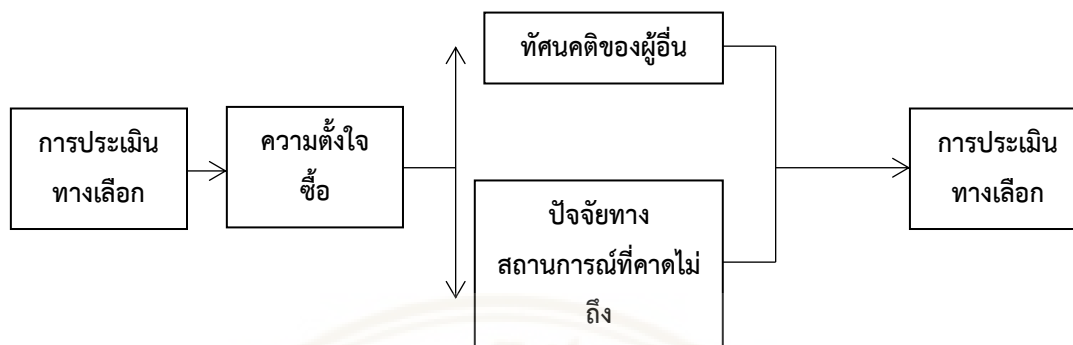 การประเมิน
ทางเลือก
ความตั้งใจ
ซื้อ
ทัศนคติของผู้อื่น
ปัจจัยทาง
สถานการณ์ที่คาดไม่
ถึง
การประเมิน
ทางเลือก